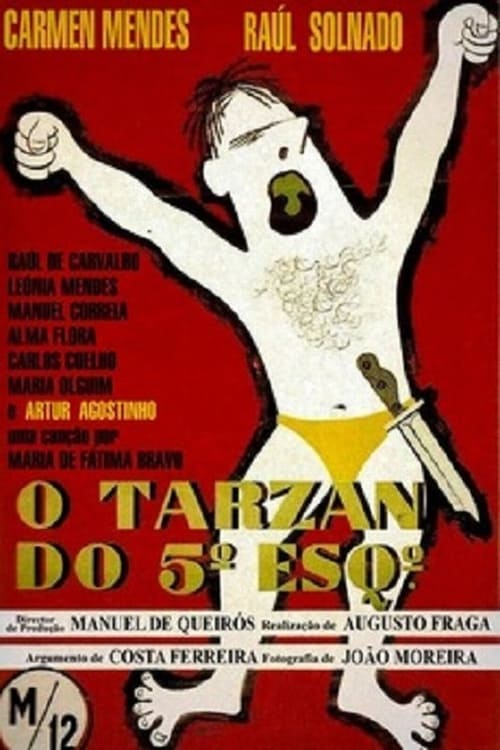 CARMEN MENDES RAÚL SOLNADO
RAÚL DE CARVALHO
LEÓNIA MENDES
MANUEL CORREIA
ALMA FLORA
CARLOS COELHO
MARIA OLGUIM
e ARTUR AGOSTINHO
uma canção por
MARIA DE FÁTIMA BRAVO
O TARZAN
DO 5º ESQº.
Director de Produção MANUEL DE QUEIRÓS Realização de AUGUSTO FRAGA
Argumento de COSTA FERREIRA Fotografia de JOÃO MOREIRA
M/12